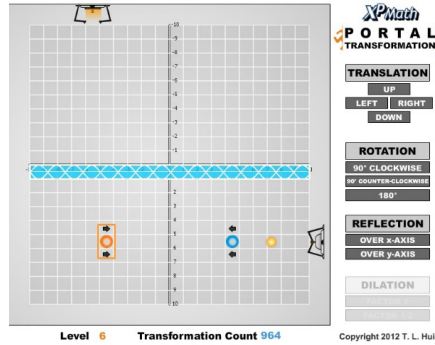 XPMath
PORTAL
TRANSFORMATION
TRANSLATION
UP
LEFT RIGHT
DOWN
ROTATION
90° CLOCKWISE
90° COUNTER-CLOCKWISE
180°
REFLECTION
OVER x-AXIS
OVER y-AXIS
DILATION
-10
-9
-8
-7
-6
-5
-4
-3
-2
-1
2
3
4
5
6
7
8
9
10
Level 6 Transformation Count 964 Copyright 2012 T. L. Hui